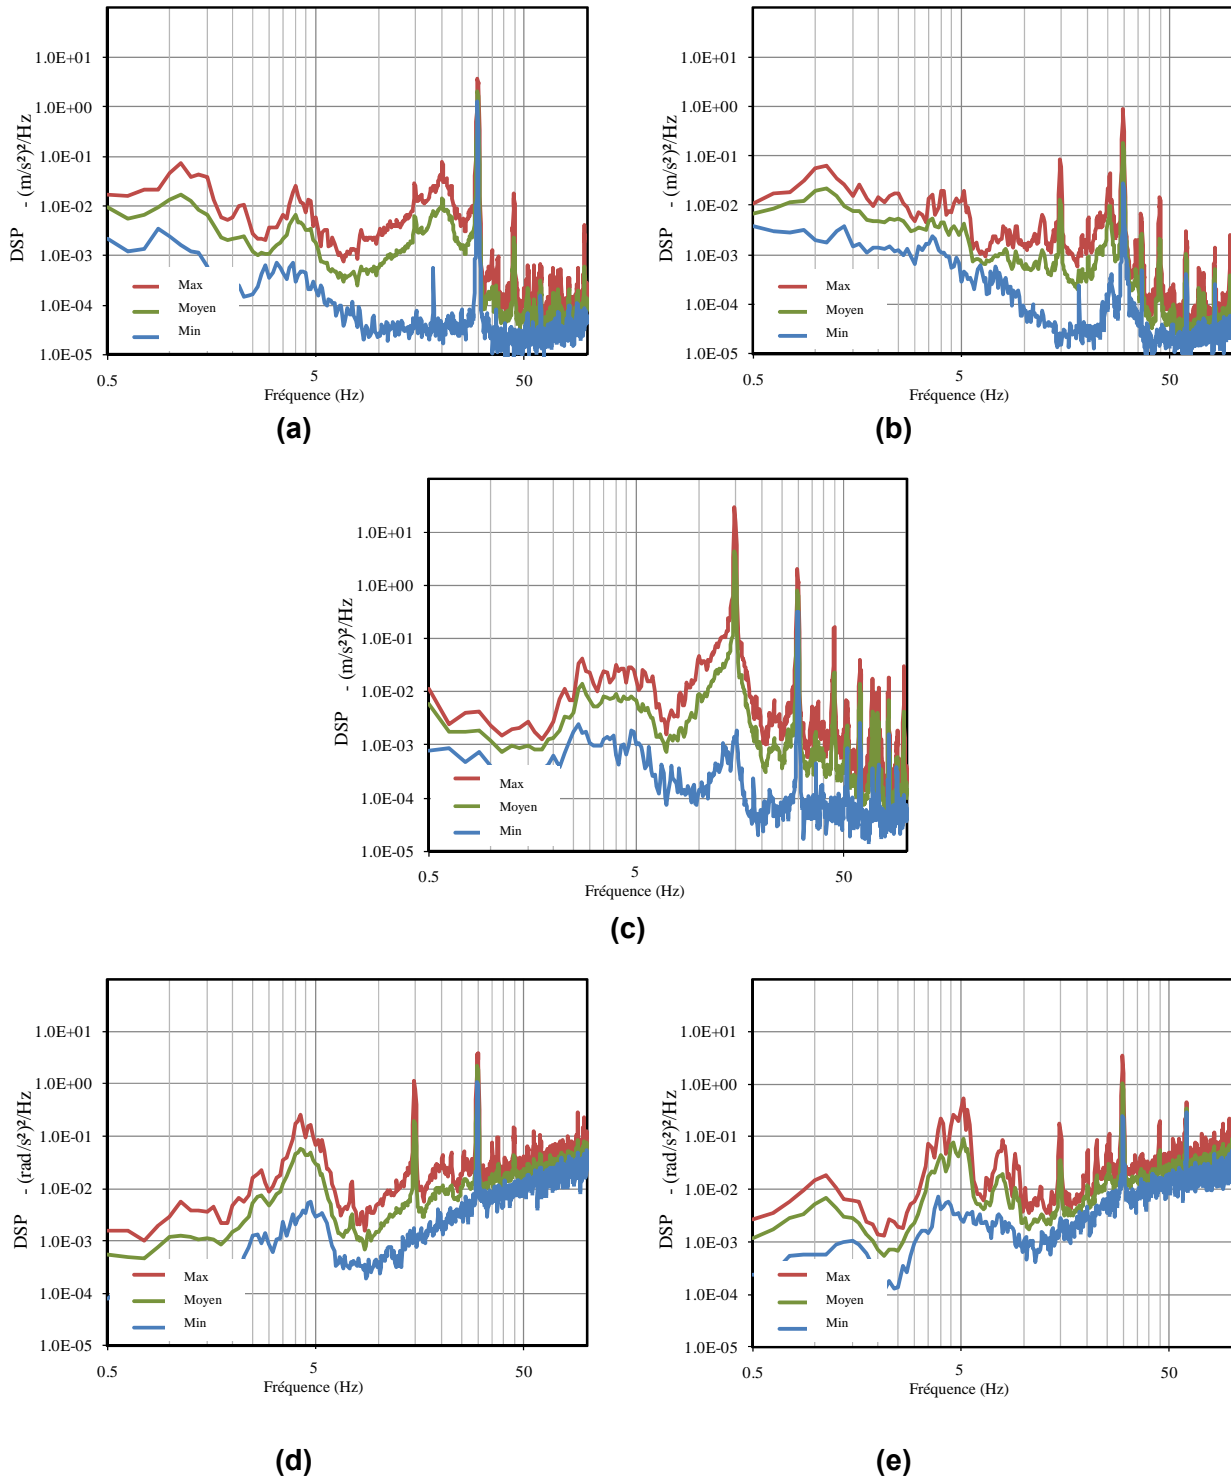 1.0E+01
1.0E+00
1.0E-01
1.0E-02
1.0E-03
1.0E-04
1.0E-05
DSP - (m/s²)²/Hz
Max
Moyen
Min
0.5 5 50
Fréquence (Hz)
(a)
1.0E+01
1.0E+00
1.0E-01
1.0E-02
1.0E-03
1.0E-04
1.0E-05
DSP - (m/s²)²/Hz
Max
Moyen
Min
0.5 5 50
Fréquence (Hz)
(b)
1.0E+01
1.0E+00
1.0E-01
1.0E-02
1.0E-03
1.0E-04
1.0E-05
DSP - (m/s²)²/Hz
Max
Moyen
Min
0.5 5 50
Fréquence (Hz)
(c)
1.0E+01
1.0E+00
1.0E-01
1.0E-02
1.0E-03
1.0E-04
1.0E-05
DSP - (rad/s²)²/Hz
Max
Moyen
Min
0.5 5 50
Fréquence (Hz)
(d)
1.0E+01
1.0E+00
1.0E-01
1.0E-02
1.0E-03
1.0E-04
1.0E-05
DSP - (rad/s²)²/Hz
Max
Moyen
Min
0.5 5 50
Fréquence (Hz)
(e)